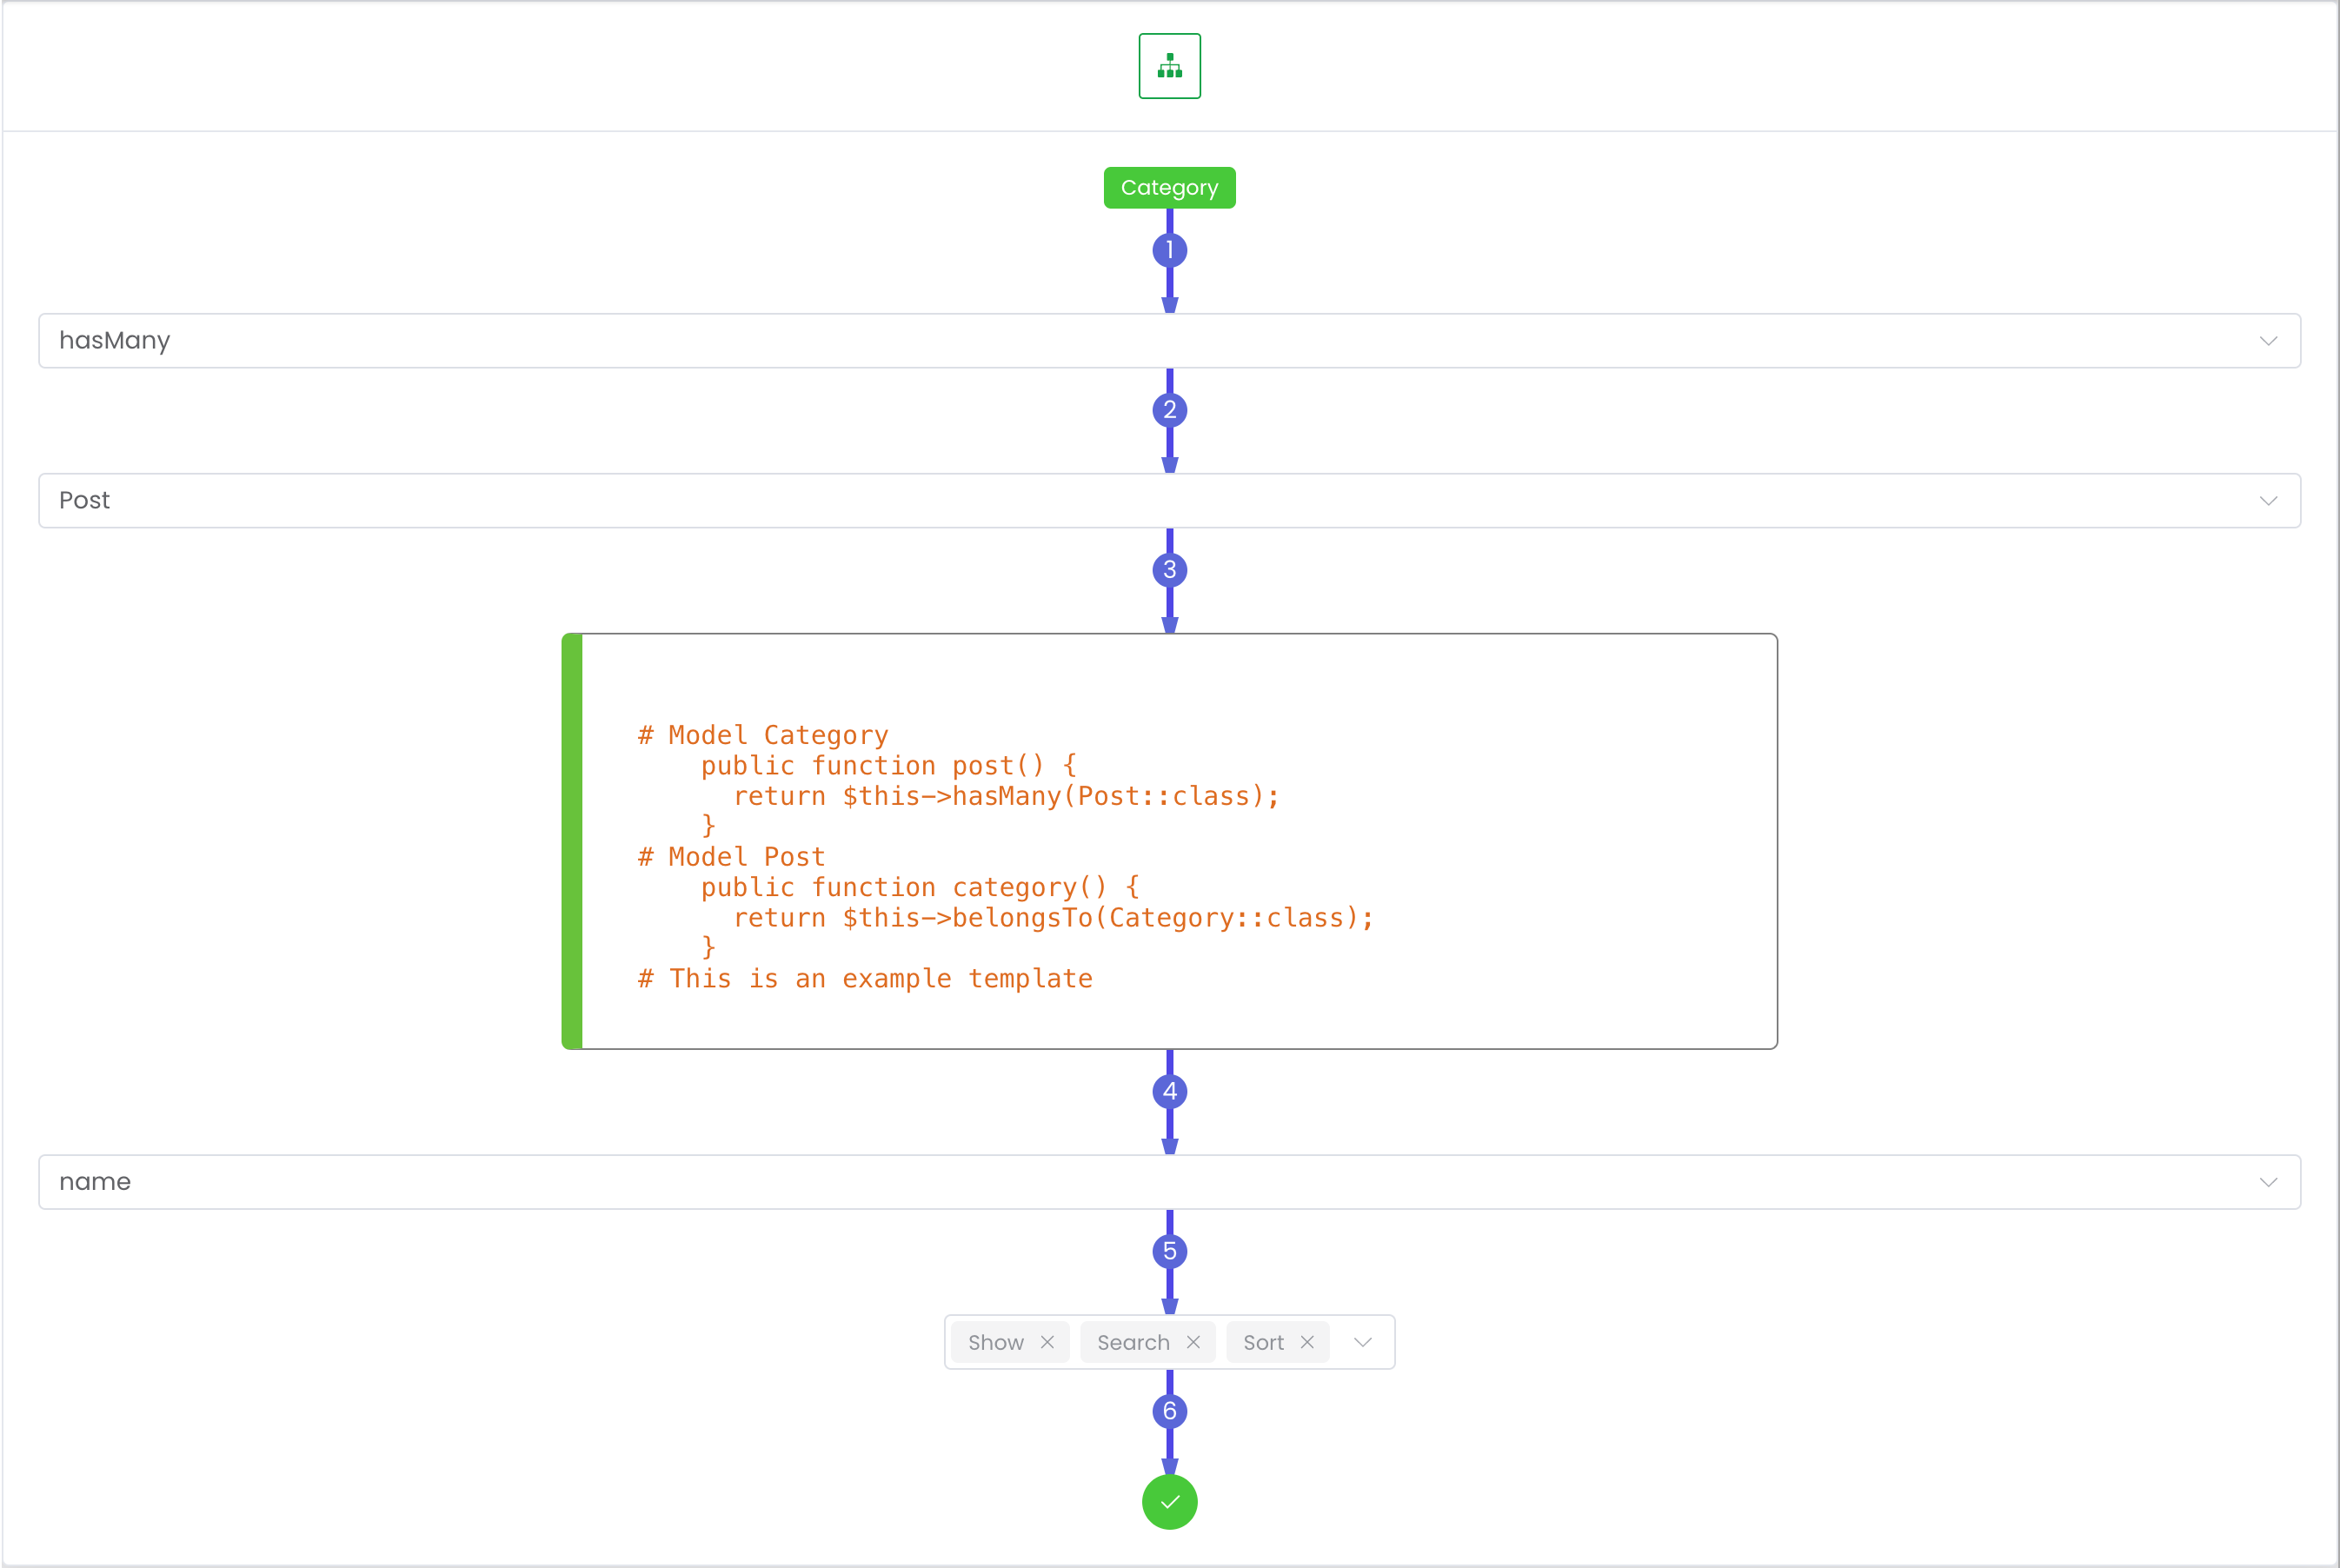 Category
1
hasMany
2
Post
3
# Model Category
    public function post() {
      return $this->hasMany(Post::class);
    }
# Model Post
    public function category() {
      return $this->belongsTo(Category::class);
    }
# This is an example template
4
name
5
Show Search Sort
6